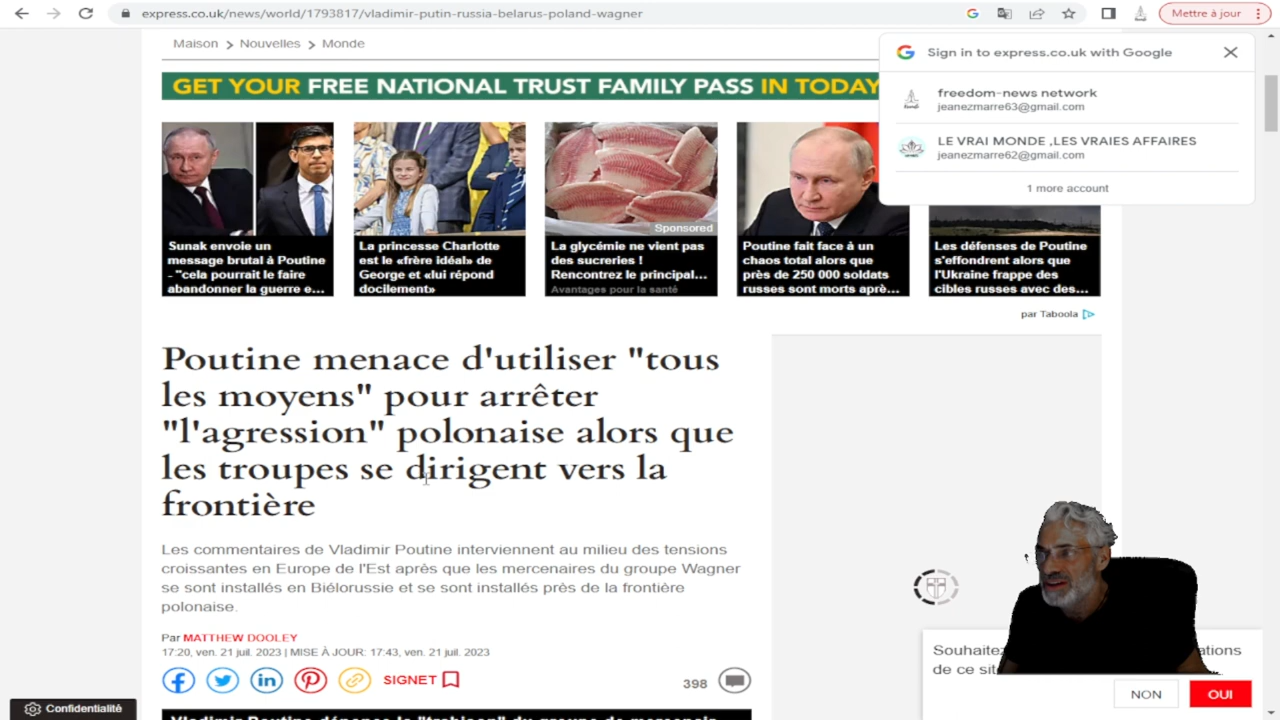 express.co.uk/news/world/1793817/vladimir-putin-russia-belarus-poland-wagner
Mettre à jour
Maison > Nouvelles > Monde
GET YOUR FREE NATIONAL TRUST FAMILY PASS IN TODAY
Sign in to express.co.uk with Google
freedom-news network
jeanezmarre63@gmail.com
LE VRAI MONDE ,LES VRAIES AFFAIRES
jeanezmarre62@gmail.com
1 more account
Sunak envoie un
message brutal à Poutine
- "cela pourrait le faire
abandonner la guerre e...
La princesse Charlotte
est le «frère idéal» de
George et «lui répond
docilement»
Sponsored
La glycémie ne vient pas
des sucreries !
Rencontrez le principal...
Avantages pour la santé
Poutine fait face à un
chaos total alors que
près de 250 000 soldats
russes sont morts aprè...
Les défenses de Poutine
s'effondrent alors que
l'Ukraine frappe des
cibles russes avec des...
par Taboola
Poutine menace d'utiliser "tous
les moyens" pour arrêter
"l'agression" polonaise alors que
les troupes se dirigent vers la
frontière
Les commentaires de Vladimir Poutine interviennent au milieu des tensions
croissantes en Europe de l'Est après que les mercenaires du groupe Wagner
se sont installés en Biélorussie et se sont installés près de la frontière
polonaise.
Par MATTHEW DOOLEY
17:20, ven. 21 juil. 2023 | MISE À JOUR: 17:43, ven. 21 juil. 2023
SIGNET
398
Souhaitez
de ce sit
NON
OUI
Confidentialité
Vladimir Poutine dénonce la "trahison" du groupe de